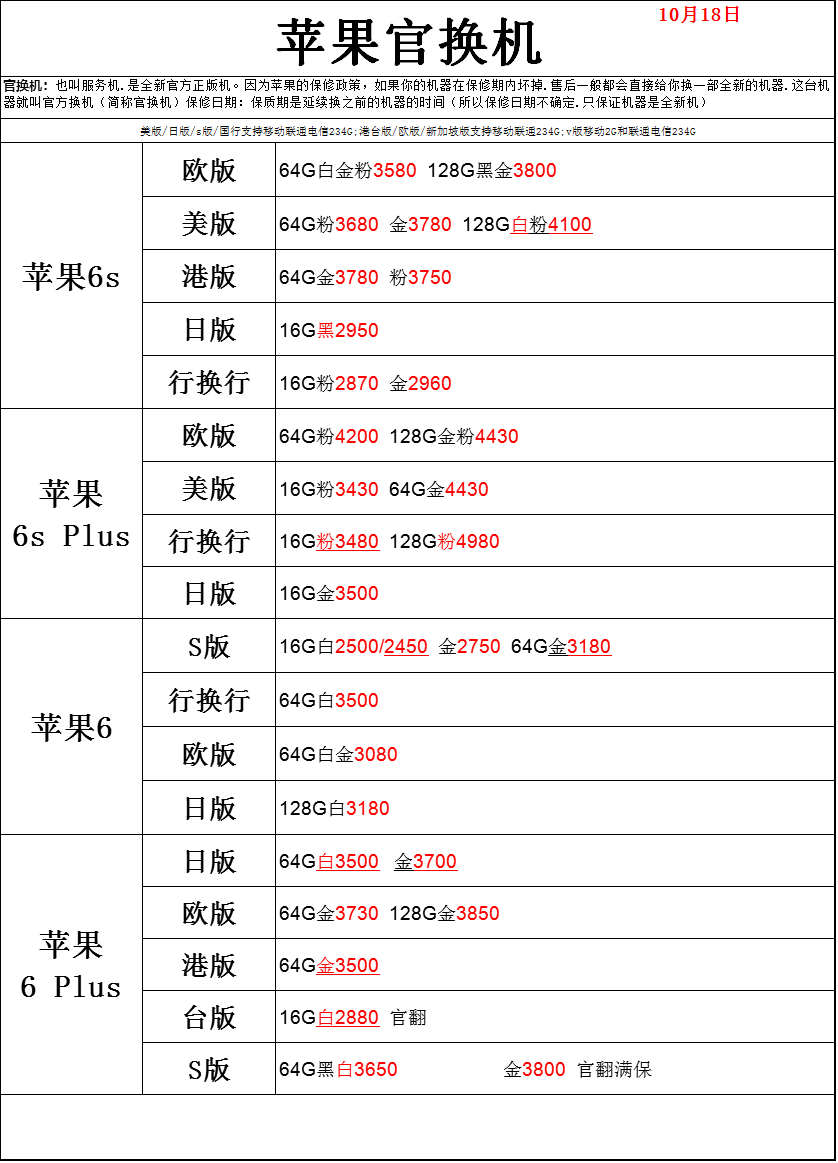 10月18日
苹果官换机
官换机：也叫服务机.是全新官方正版机。因为苹果的保修政策，如果你的机器在保修期内坏掉.售后一般都会直接给你换一部全新的机器.这台机
器就叫官方换机（简称官换机）保修日期：保质期是延续换之前的机器的时间（所以保修日期不确定.只保证机器是全新机）
美版/日版/s版/国行支持移动联通电信234G;港台版/欧版/新加坡版支持移动联通234G;v版移动2G和联通电信234G
苹果6s
欧版 64G白金粉3580 128G黑金3800
美版 64G粉3680 金3780 128G白粉4100
港版 64G金3780 粉3750
日版 16G黑2950
行换行 16G粉2870 金2960
苹果
6s Plus
欧版 64G粉4200 128G金粉4430
美版 16G粉3430 64G金4430
行换行 16G粉3480 128G粉4980
日版 16G金3500
苹果6
S版 16G白2500/2450 金2750 64G金3180
行换行 64G白3500
欧版 64G白金3080
日版 128G白3180
苹果
6 Plus
日版 64G白3500 金3700
欧版 64G金3730 128G金3850
港版 64G金3500
台版 16G白2880 官翻
S版 64G黑白3650 金3800 官翻满保